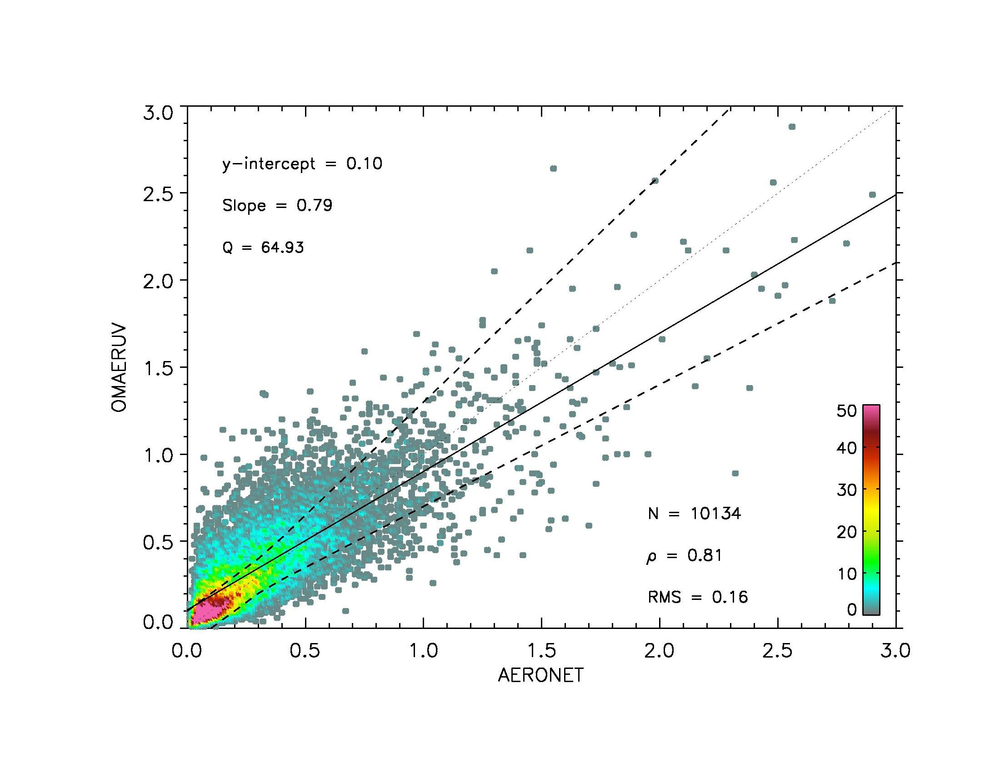 3.0
2.5
2.0
1.5
1.0
0.5
0.0
OMAERUV
y-intercept = 0.10
Slope = 0.79
Q = 64.93
50
40
30
20
10
0
N = 10134
ρ = 0.81
RMS = 0.16
0.0 0.5 1.0 1.5 2.0 2.5 3.0
AERONET